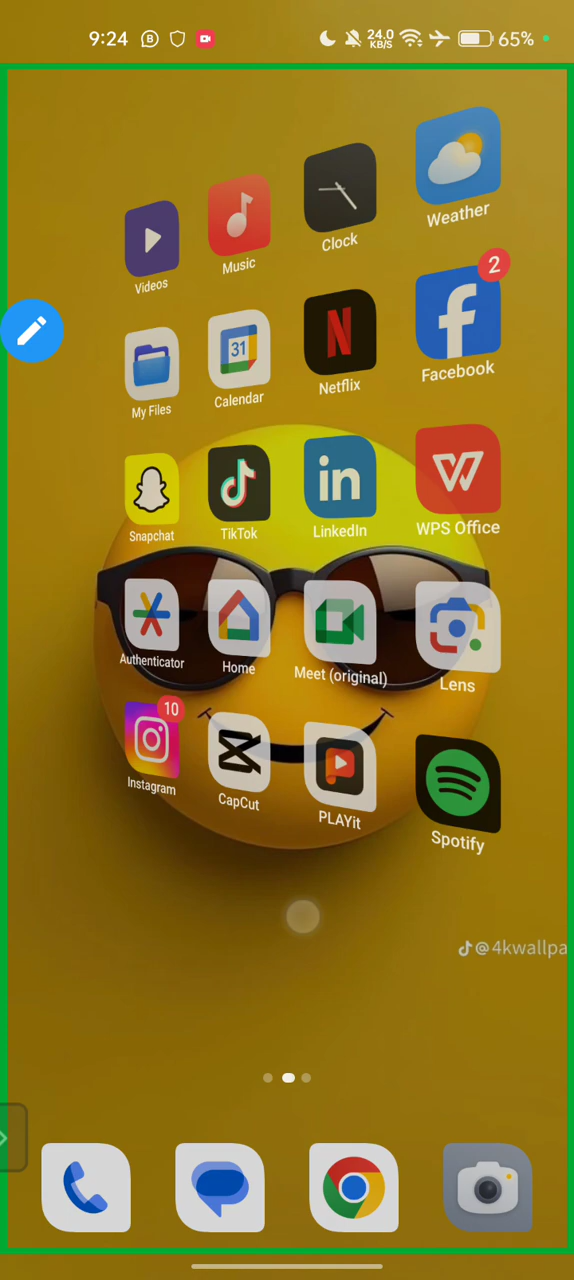 9:24 B 24.0 KB/S 65%
Videos Music Clock Weather
2
31
My Files Calendar Netflix Facebook
Snapchat TikTok LinkedIn WPS Office
Authenticator Home Meet (original) Lens
10
Instagram CapCut PLAYit Spotify
@4kwallpa